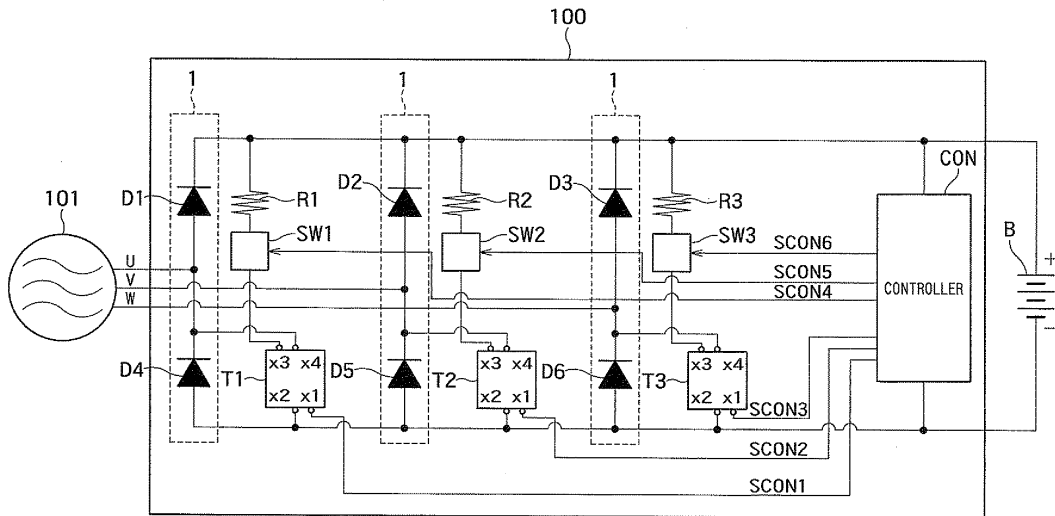 100
1
1
1
CON
101
D1
R1
D2
R2
D3
R3
SW1
SW2
SW3
SCON6
B
+
U
SCON5
V
SCON4
CONTROLLER
W
−
D4
T1
x3 x4
x2 x1
D5
T2
x3 x4
x2 x1
D6
T3
x3 x4
x2 x1
SCON3
SCON2
SCON1